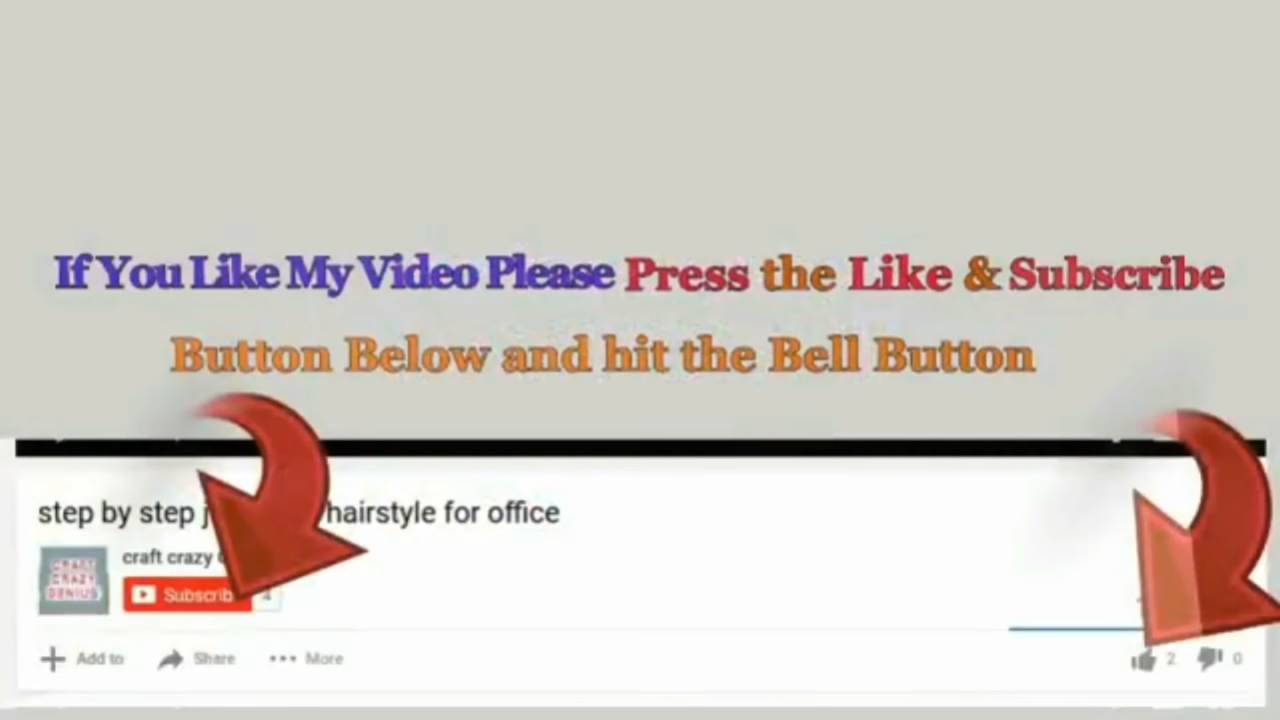 If You Like My Video Please Press the Like & Subscribe
Button Below and hit the Bell Button
step by step hairstyle for office
CRAFT
CRAZY
GENIUS
craft crazy
Subscribe
4
Add to
Share
More
2
0